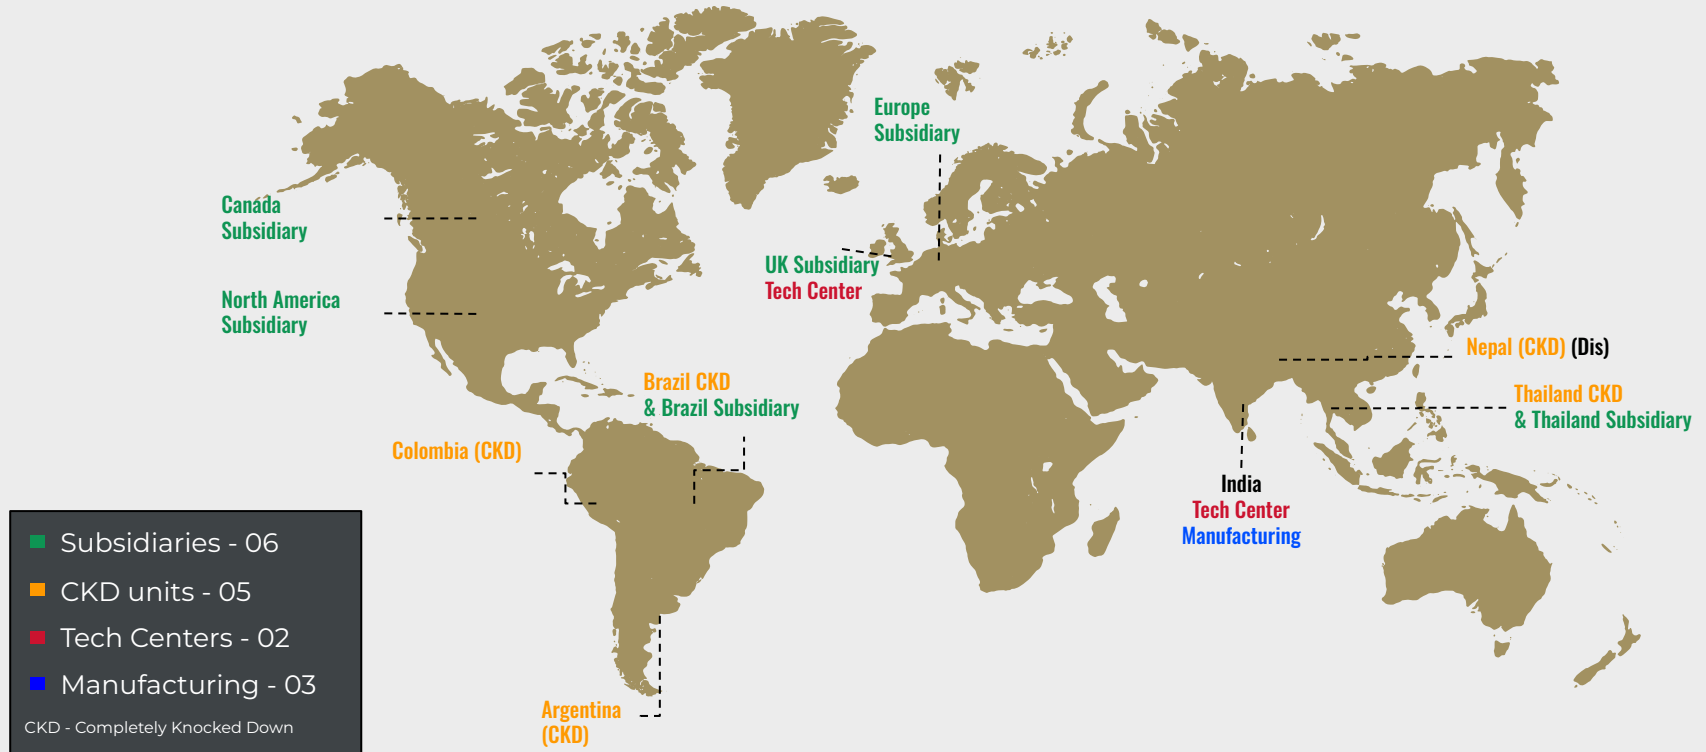 Europe
Subsidiary
Canada
Subsidiary
UK Subsidiary
Tech Center
North America
Subsidiary
Nepal (CKD) (Dis)
Brazil CKD
& Brazil Subsidiary
Thailand CKD
& Thailand Subsidiary
Colombia (CKD)
India
Tech Center
Manufacturing
Subsidiaries - 06
CKD units - 05
Tech Centers - 02
Manufacturing - 03
CKD - Completely Knocked Down
Argentina
(CKD)